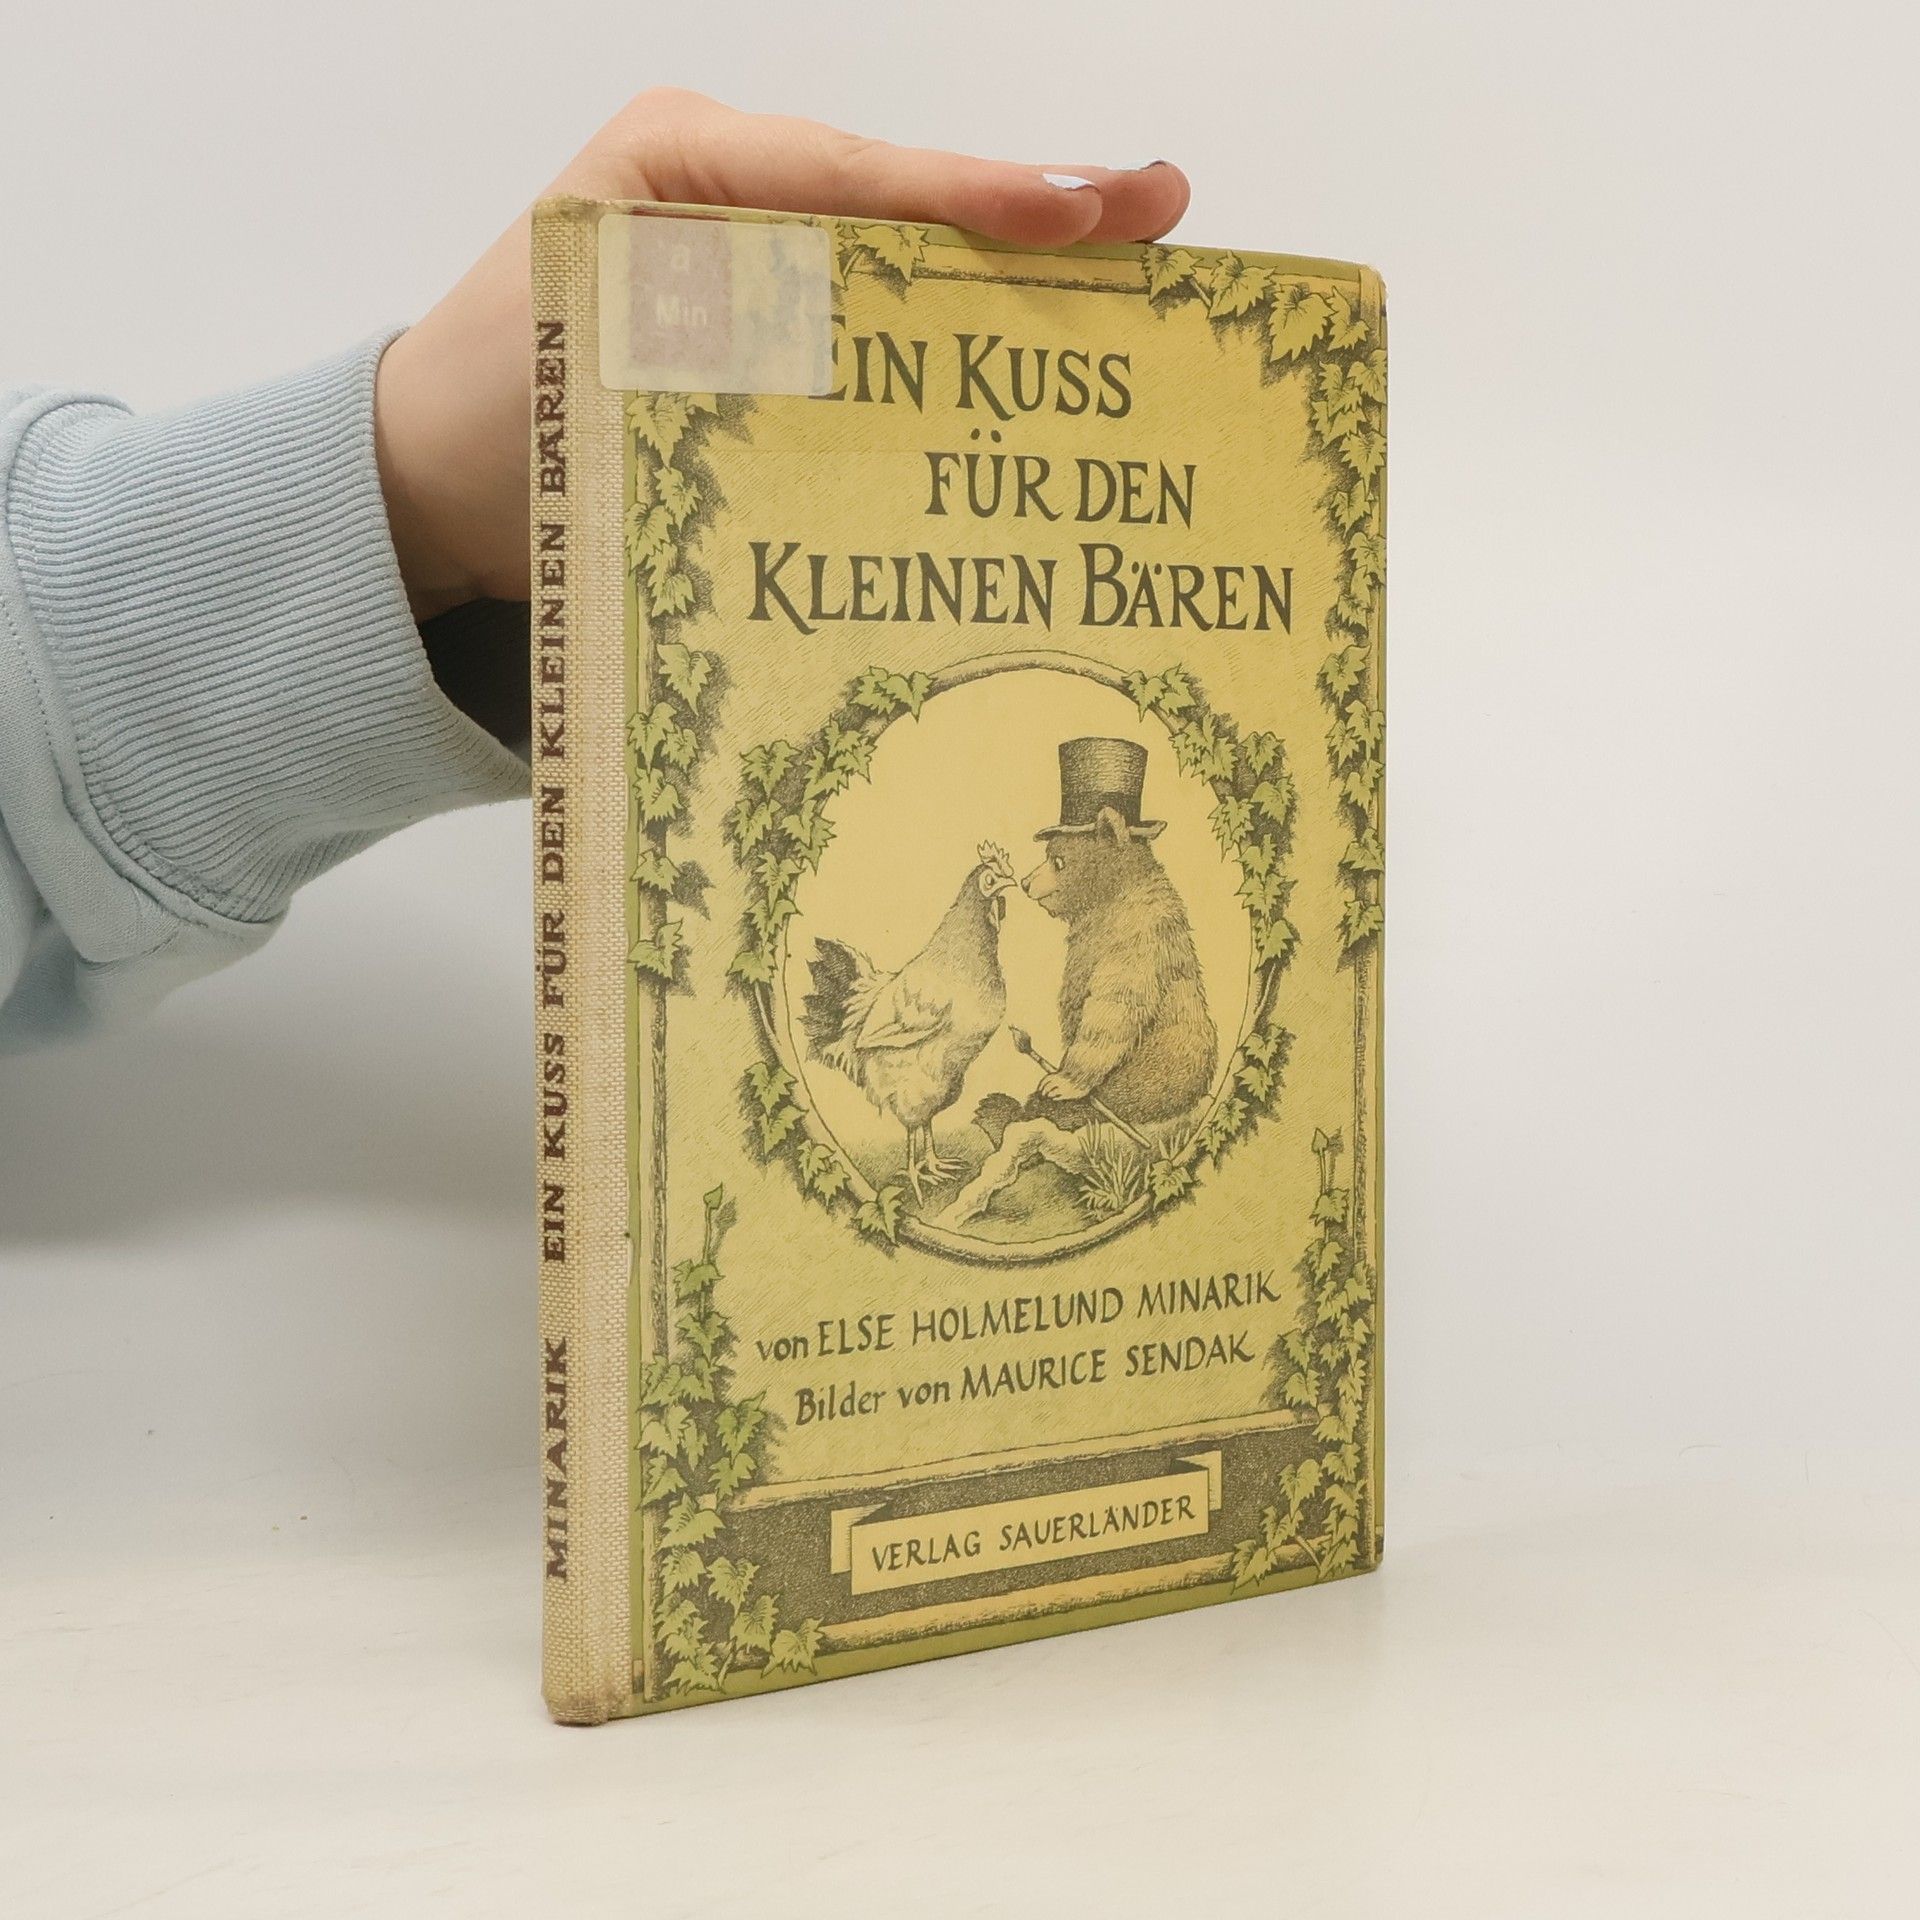 a
Min
EIN KUSS
FÜR DEN
KLEINEN BÄREN
von ELSE HOLMELUND MINARIK
Bilder von MAURICE SENDAK
VERLAG SAUERLÄNDER
MINARIK EIN KUSS FÜR DEN KLEINEN BÄREN